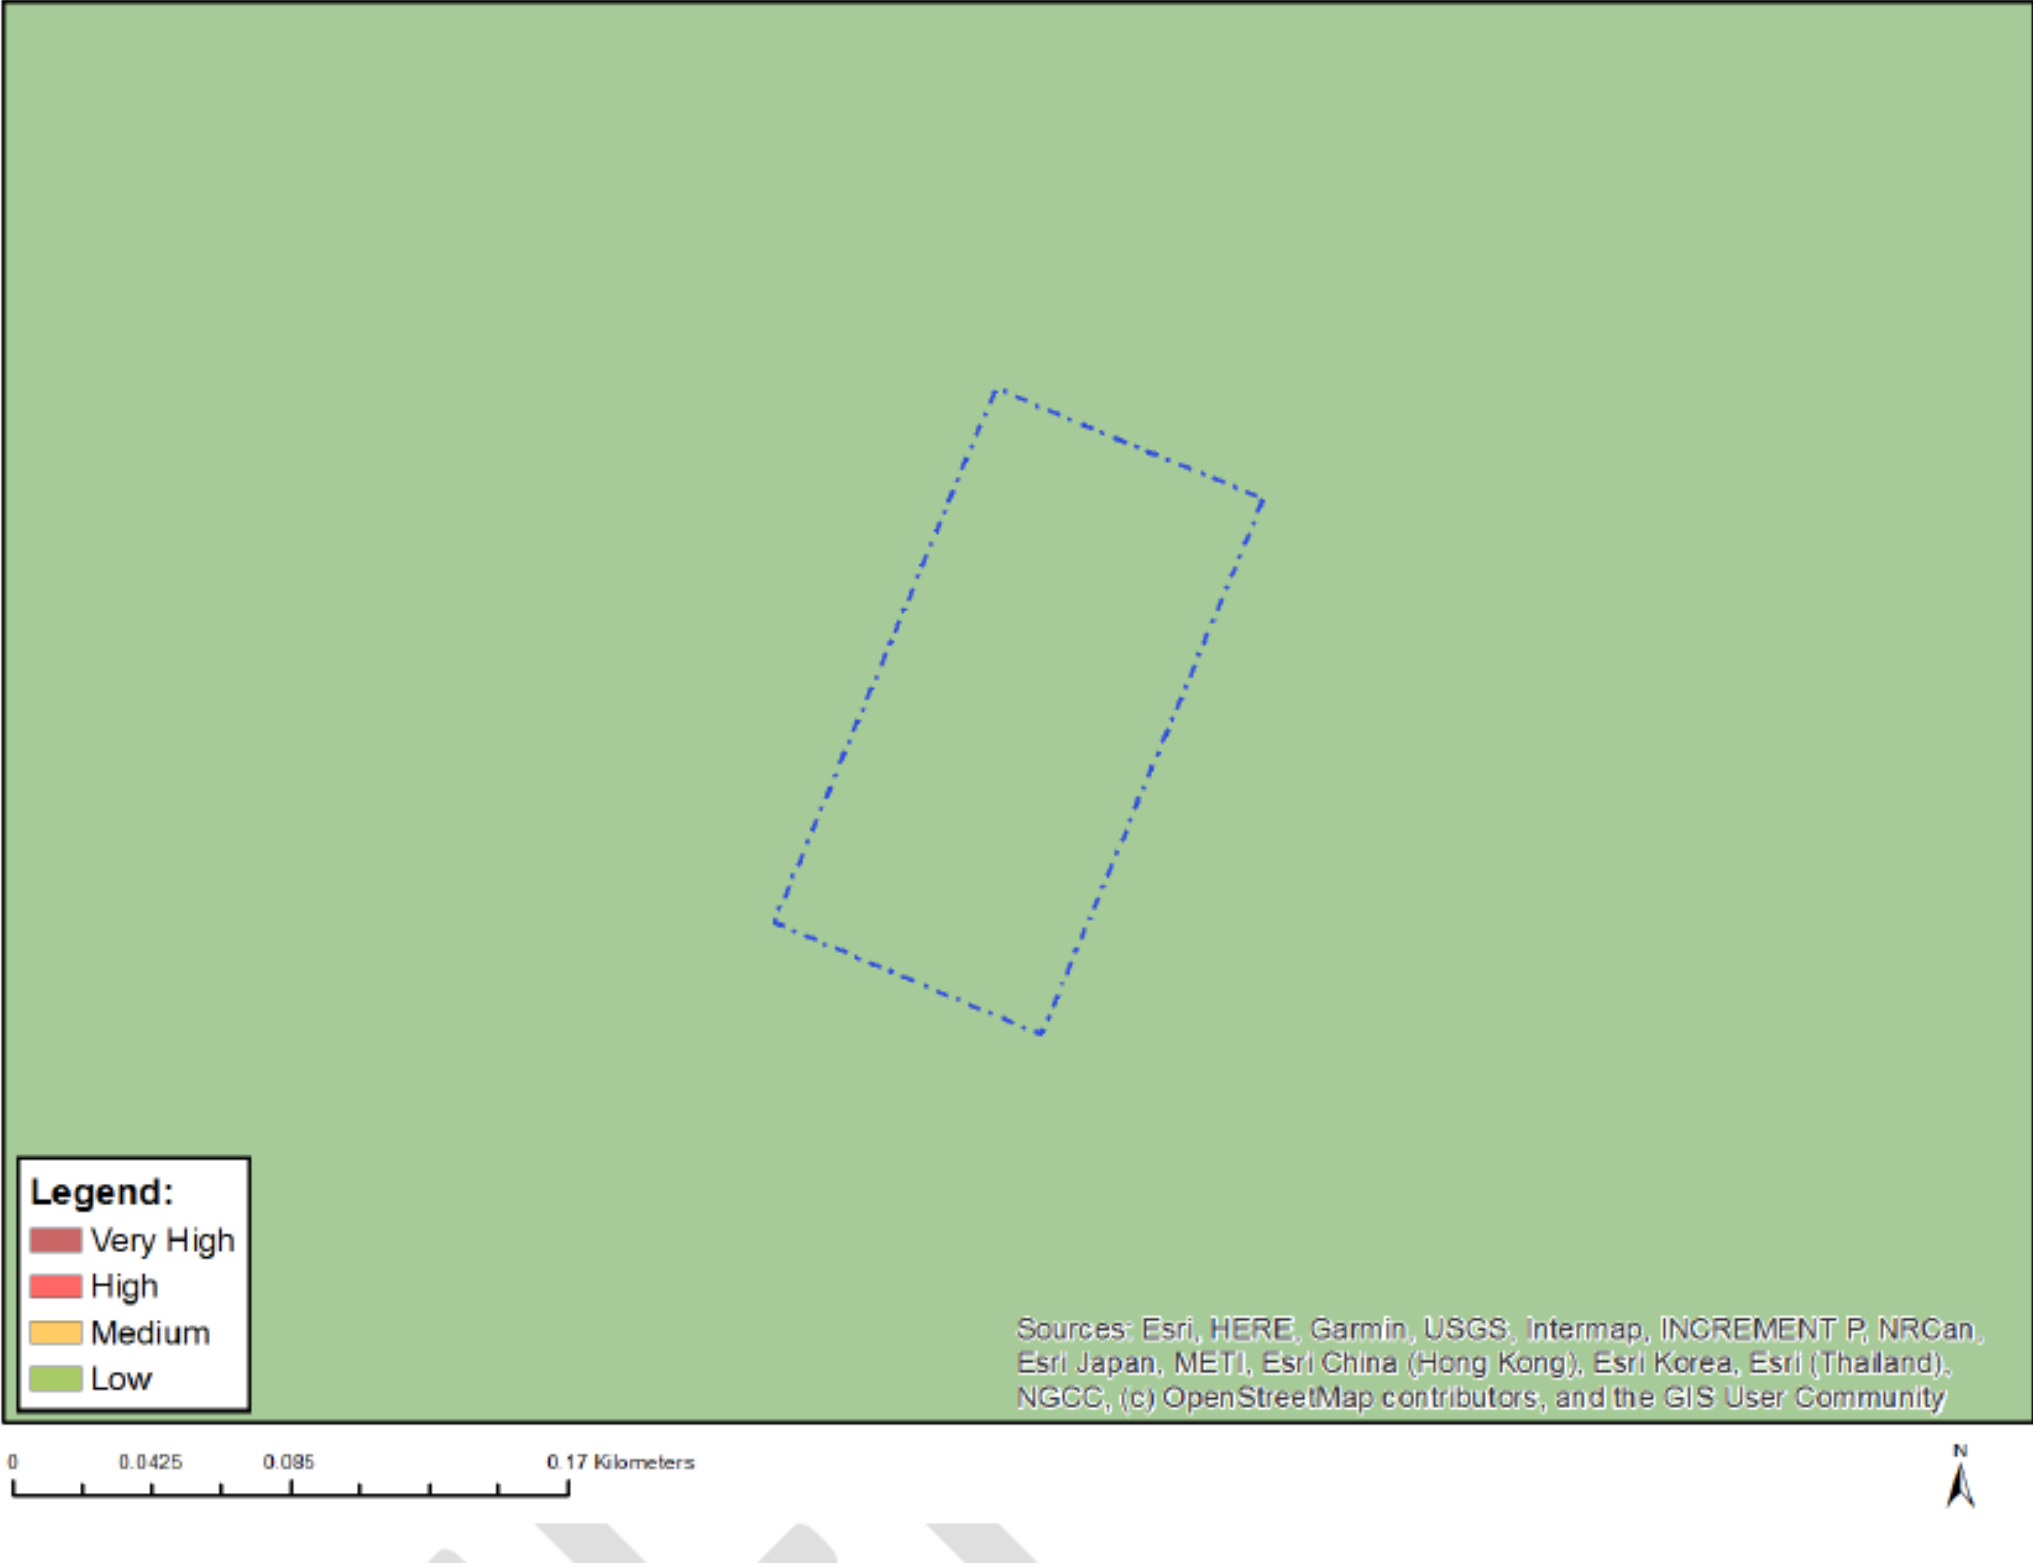 Legend:
Very High
High
Medium
Low
Sources: Esri, HERE, Garmin, USGS, Intermap, INCREMENT P, NRCan,
Esri Japan, METI, Esri China (Hong Kong), Esri Korea, Esri (Thailand),
NGCC, (c) OpenStreetMap contributors, and the GIS User Community
0 0.0425 0.085 0.17 Kilometers
N